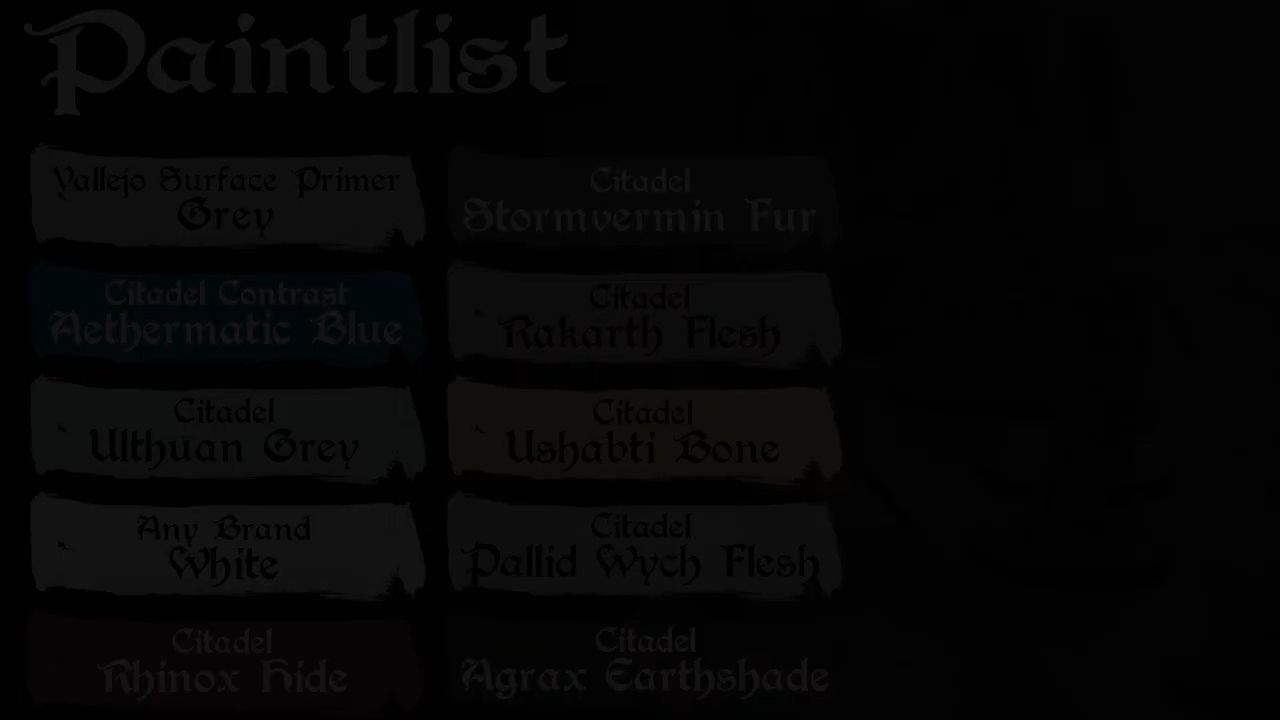 Paintlist
Vallejo Surface Primer
Grey
Citadel Contrast
Aethermatic Blue
Citadel
Ulthuan Grey
Any Brand
White
Citadel
Rhinox Hide
Citadel
Stormvermin Fur
Citadel
Rakarth Flesh
Citadel
Ushabti Bone
Citadel
Pallid Wych Flesh
Citadel
Agrax Earthshade